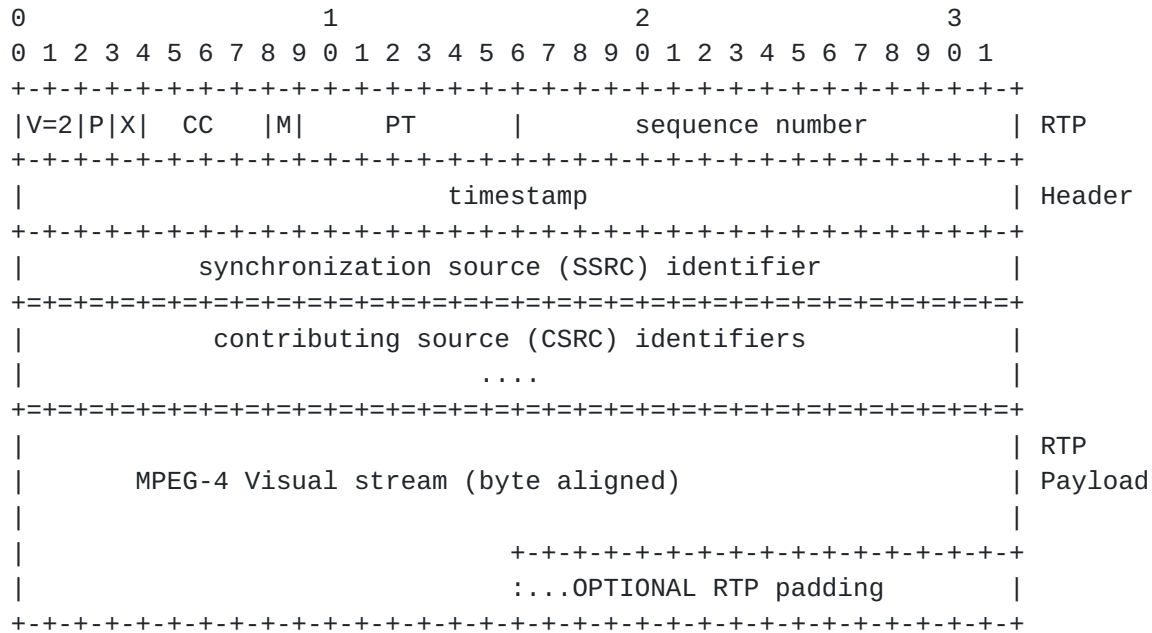 0                   1                   2                   3
0 1 2 3 4 5 6 7 8 9 0 1 2 3 4 5 6 7 8 9 0 1 2 3 4 5 6 7 8 9 0 1
+-+-+-+-+-+-+-+-+-+-+-+-+-+-+-+-+-+-+-+-+-+-+-+-+-+-+-+-+-+-+-+-+
|V=2|P|X|  CC   |M|     PT      |       sequence number         | RTP
+-+-+-+-+-+-+-+-+-+-+-+-+-+-+-+-+-+-+-+-+-+-+-+-+-+-+-+-+-+-+-+-+
|                           timestamp                           | Header
+-+-+-+-+-+-+-+-+-+-+-+-+-+-+-+-+-+-+-+-+-+-+-+-+-+-+-+-+-+-+-+-+
|           synchronization source (SSRC) identifier            |
+=+=+=+=+=+=+=+=+=+=+=+=+=+=+=+=+=+=+=+=+=+=+=+=+=+=+=+=+=+=+=+=+
|            contributing source (CSRC) identifiers             |
|                             ....                              |
+=+=+=+=+=+=+=+=+=+=+=+=+=+=+=+=+=+=+=+=+=+=+=+=+=+=+=+=+=+=+=+=+
|                                                               | RTP
|       MPEG-4 Visual stream (byte aligned)                     | Payload
|                                                               |
|                               +-+-+-+-+-+-+-+-+-+-+-+-+-+-+-+-+
|                               :...OPTIONAL RTP padding        |
+-+-+-+-+-+-+-+-+-+-+-+-+-+-+-+-+-+-+-+-+-+-+-+-+-+-+-+-+-+-+-+-+